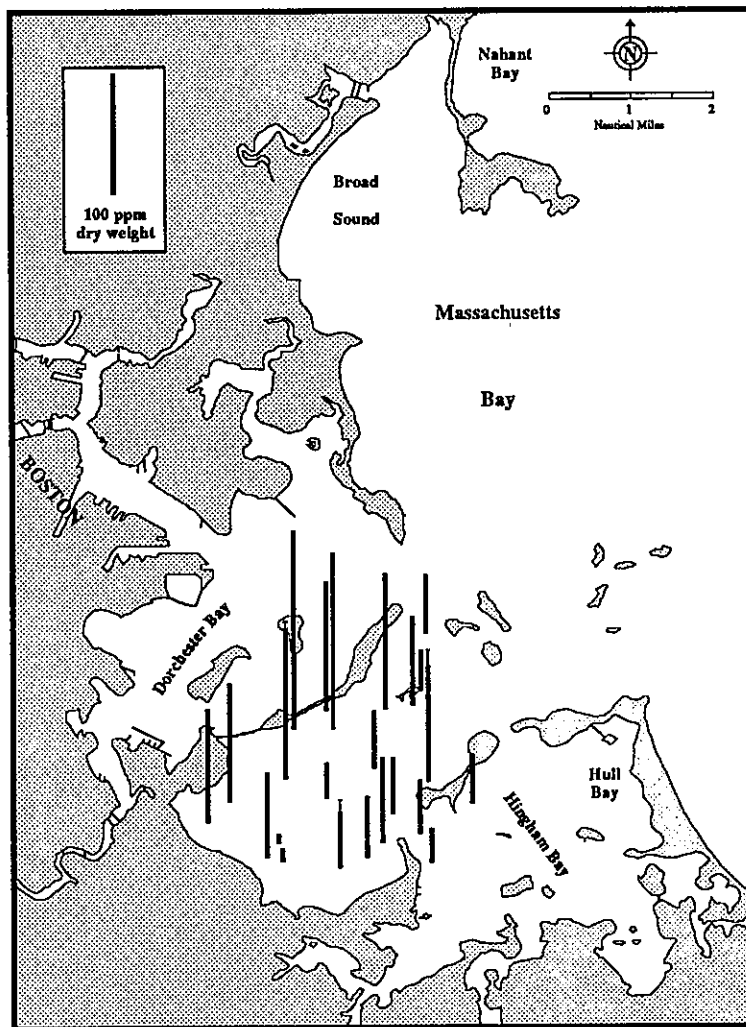 Nahant
Bay
N
0 1 2
Nautical Miles
100 ppm
dry weight
Broad
Sound
Massachusetts
Bay
BOSTON
Dorchester Bay
Hull
Bay
Hingham Bay